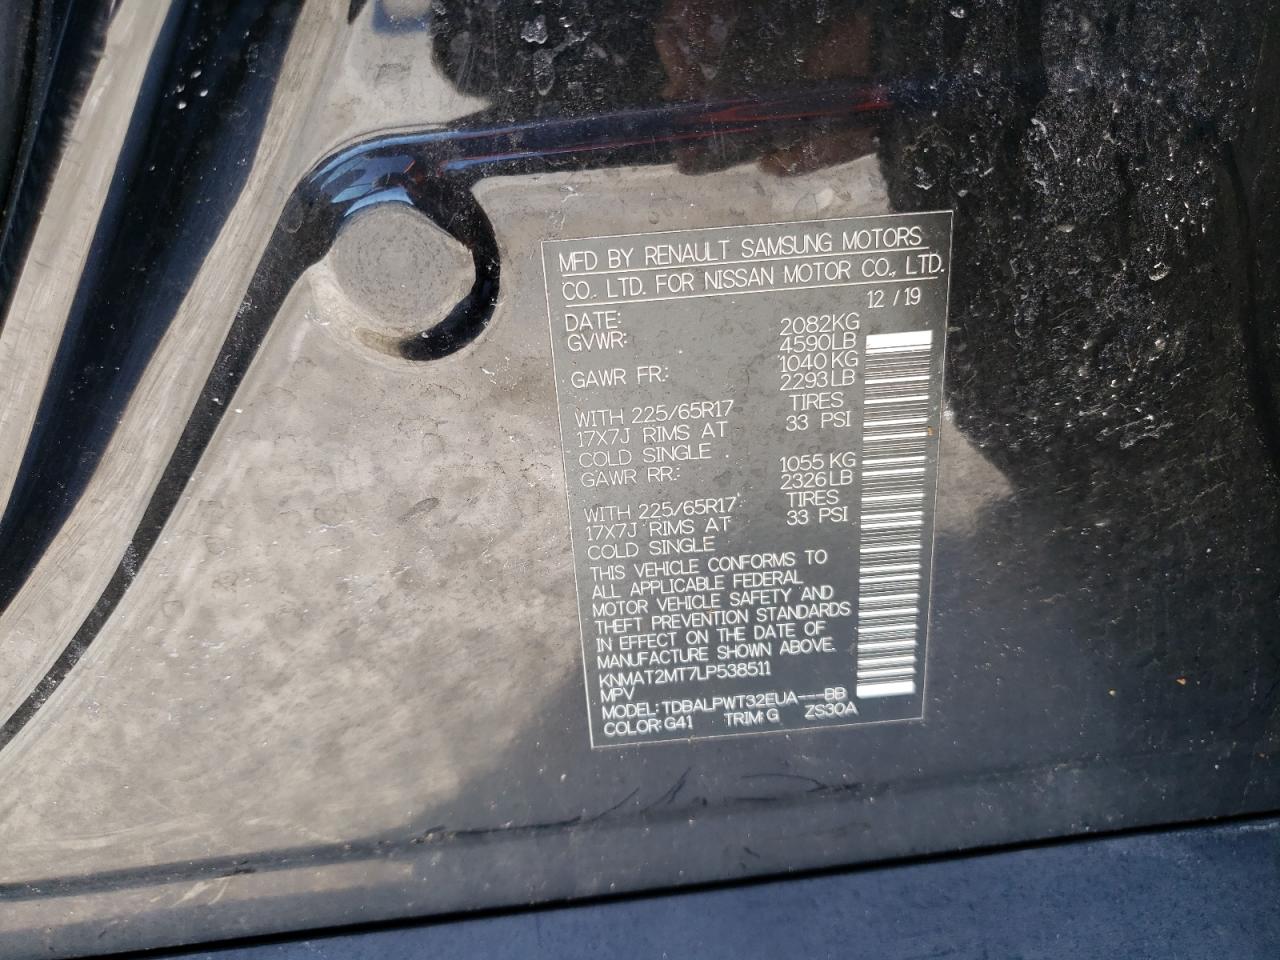 MFD BY RENAULT SAMSUNG MOTORS
CO., LTD. FOR NISSAN MOTOR CO., LTD.
DATE: 12 / 19
GVWR: 2082KG
4590LB
GAWR FR.: 1040KG
2293LB
WITH 225/65R17 TIRES
17X7J RIMS AT 33 PSI
COLD SINGLE
GAWR RR.: 1055KG
2326LB
WITH 225/65R17 TIRES
17X7J RIMS AT 33 PSI
COLD SINGLE
THIS VEHICLE CONFORMS TO
ALL APPLICABLE FEDERAL
MOTOR VEHICLE SAFETY AND
THEFT PREVENTION STANDARDS
IN EFFECT ON THE DATE OF
MANUFACTURE SHOWN ABOVE.
KNMAT2MT7LP538511
MPV
MODEL: TDBALPWT32EUA---BB
COLOR: G41 TRIM: G ZS30A